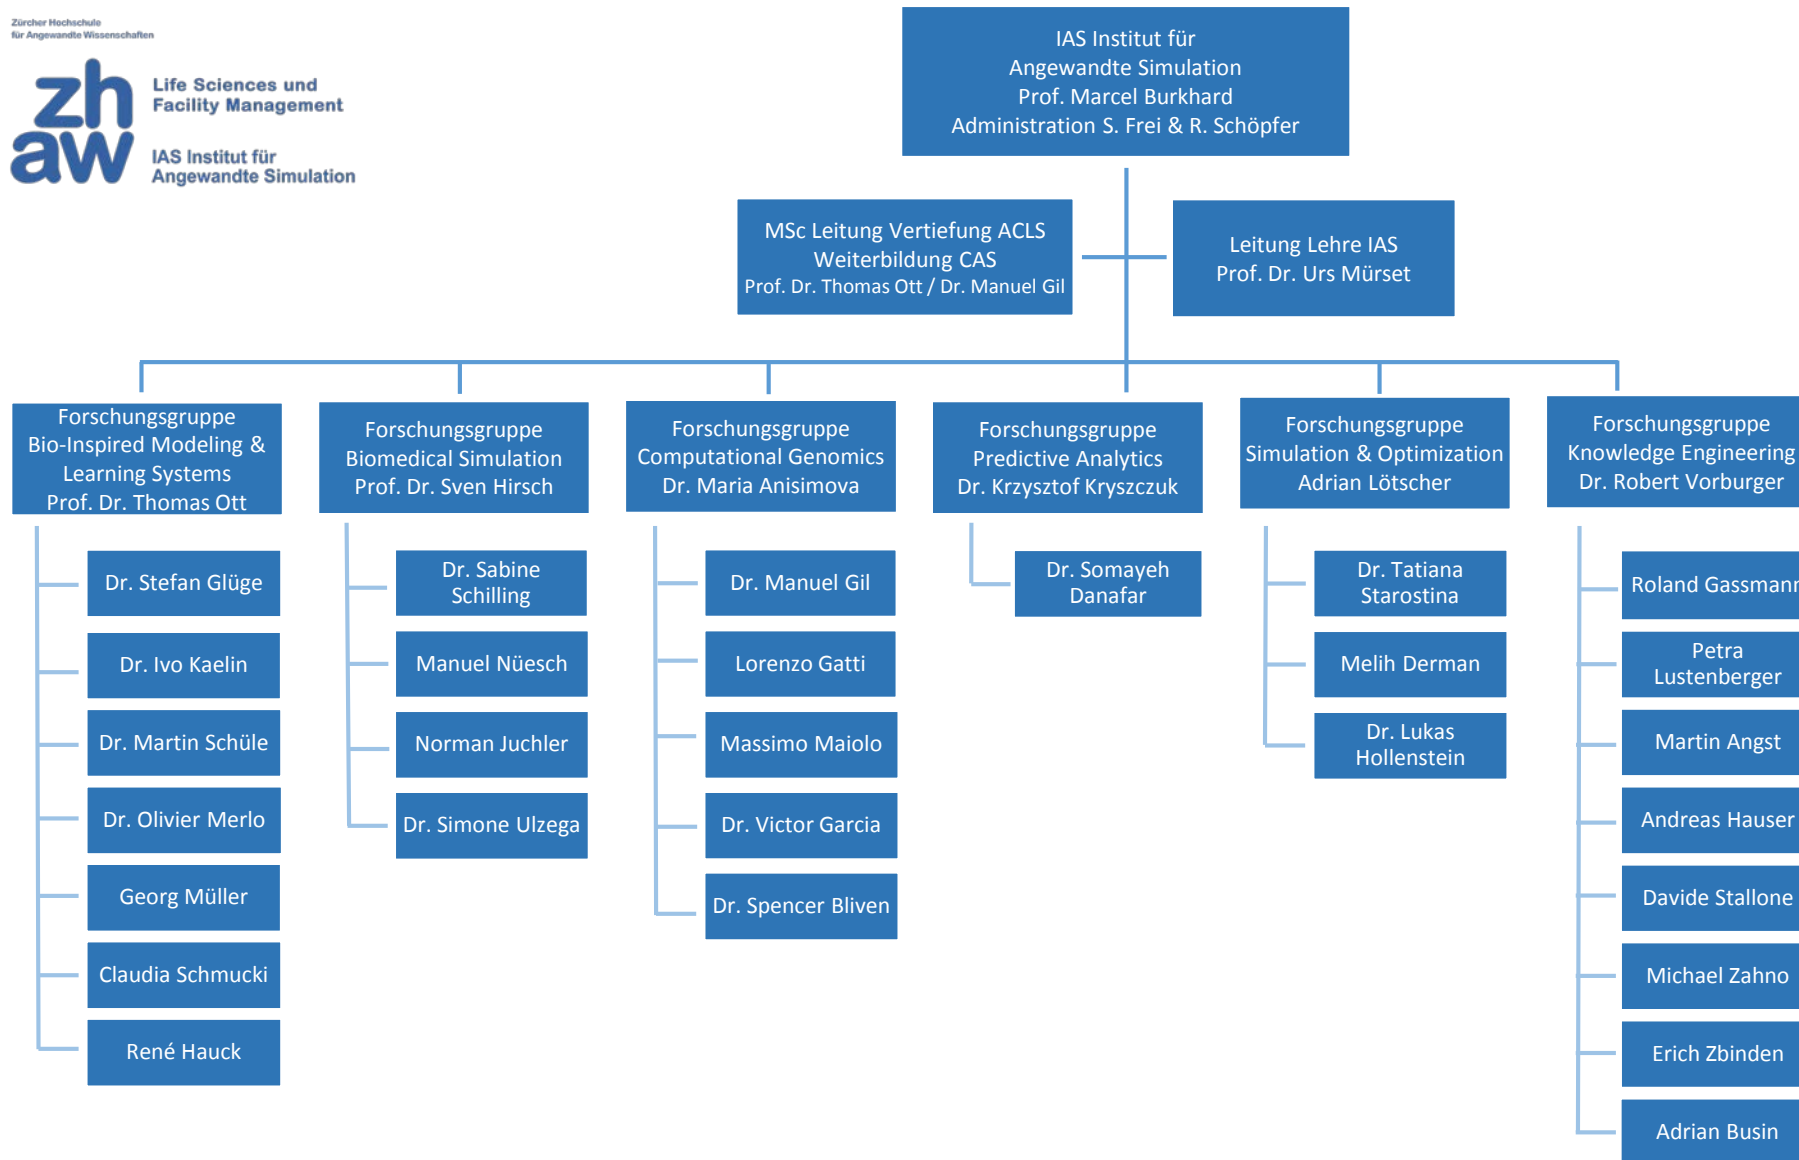 Zürcher Hochschule
für Angewandte Wissenschaften
zh
aw
Life Sciences und
Facility Management
IAS Institut für
Angewandte Simulation
IAS Institut für
Angewandte Simulation
Prof. Marcel Burkhard
Administration S. Frei & R. Schöpfer
MSc Leitung Vertiefung ACLS
Weiterbildung CAS
Prof. Dr. Thomas Ott / Dr. Manuel Gil
Leitung Lehre IAS
Prof. Dr. Urs Mürset
Forschungsgruppe
Bio-Inspired Modeling &
Learning Systems
Prof. Dr. Thomas Ott
Dr. Stefan Glüge
Dr. Ivo Kaelin
Dr. Martin Schüle
Dr. Olivier Merlo
Georg Müller
Claudia Schmucki
René Hauck
Forschungsgruppe
Biomedical Simulation
Prof. Dr. Sven Hirsch
Dr. Sabine
Schilling
Manuel Nüesch
Norman Juchler
Dr. Simone Ulzega
Forschungsgruppe
Computational Genomics
Dr. Maria Anisimova
Dr. Manuel Gil
Lorenzo Gatti
Massimo Maiolo
Dr. Victor Garcia
Dr. Spencer Bliven
Forschungsgruppe
Predictive Analytics
Dr. Krzysztof Kryszczuk
Dr. Somayeh
Danafar
Forschungsgruppe
Simulation & Optimization
Adrian Lötscher
Dr. Tatiana
Starostina
Melih Derman
Dr. Lukas
Hollenstein
Forschungsgruppe
Knowledge Engineering
Dr. Robert Vorburger
Roland Gassmann
Petra
Lustenberger
Martin Angst
Andreas Hauser
Davide Stallone
Michael Zahno
Erich Zbinden
Adrian Busin